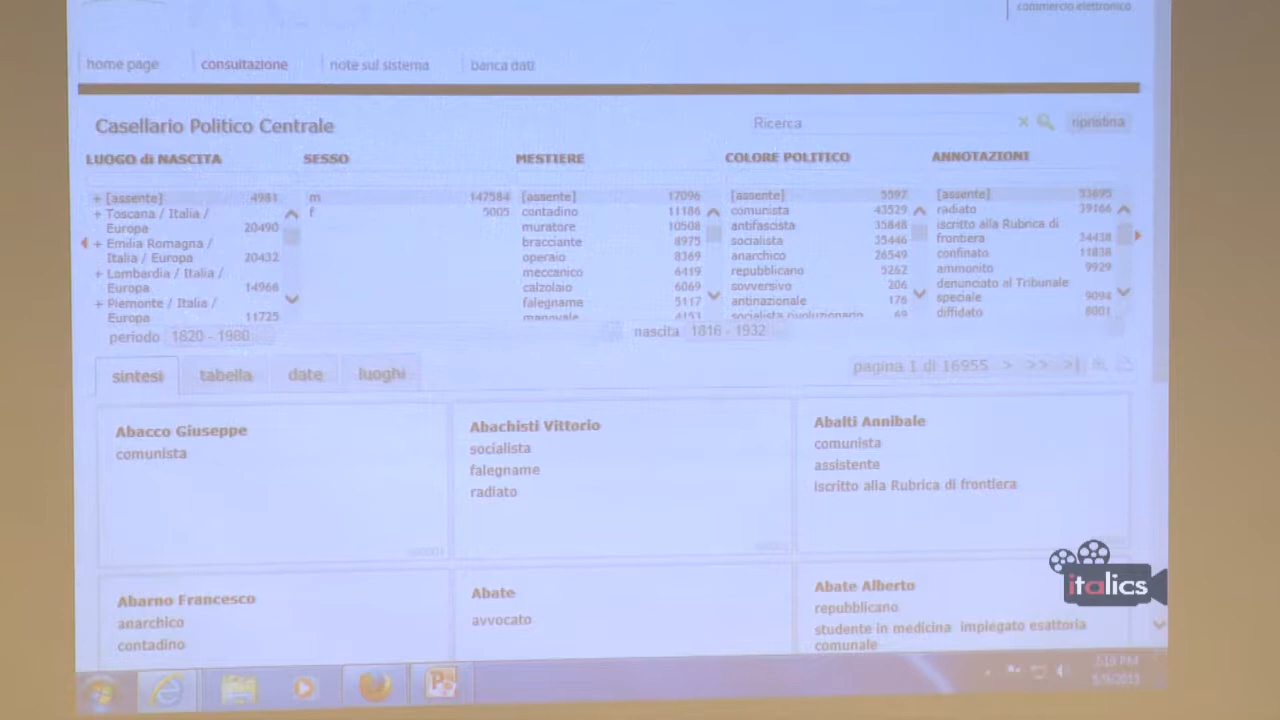 commercio elettronico
home page consultazione note sul sistema banca dati
Casellario Politico Centrale
Ricerca
ripristina
LUOGO di NASCITA
+ [assente] 4981
+ Toscana / Italia /
Europa 20490
+ Emilia Romagna /
Italia / Europa 20432
+ Lombardia / Italia /
Europa 14966
+ Piemonte / Italia /
Europa 11725
SESSO
m 147584
f 5005
MESTIERE
[assente] 17096
contadino 11186
muratore 10508
bracciante 8975
operaio 8369
meccanico 6419
calzolaio 6069
falegname 5117
manovale 4153
COLORE POLITICO
[assente] 5597
comunista 43529
antifascista 35848
socialista 35446
anarchico 26549
repubblicano 5262
sovversivo 206
antinazionale 176
socialista rivoluzionario 69
ANNOTAZIONI
[assente] 53695
radiato 39166
iscritto alla Rubrica di
frontiera 34438
confinato 11838
ammonito 9929
denunciato al Tribunale
speciale 9094
diffidato 8001
periodo 1820 - 1980
nascita 1816 - 1932
sintesi tabella date luoghi
pagina 1 di 16955 > >> >|
Abacco Giuseppe
comunista
Abachisti Vittorio
socialista
falegname
radiato
Abalti Annibale
comunista
assistente
iscritto alla Rubrica di frontiera
Abarno Francesco
anarchico
contadino
Abate
avvocato
Abate Alberto
repubblicano
studente in medicina impiegato esattoria
comunale
italics